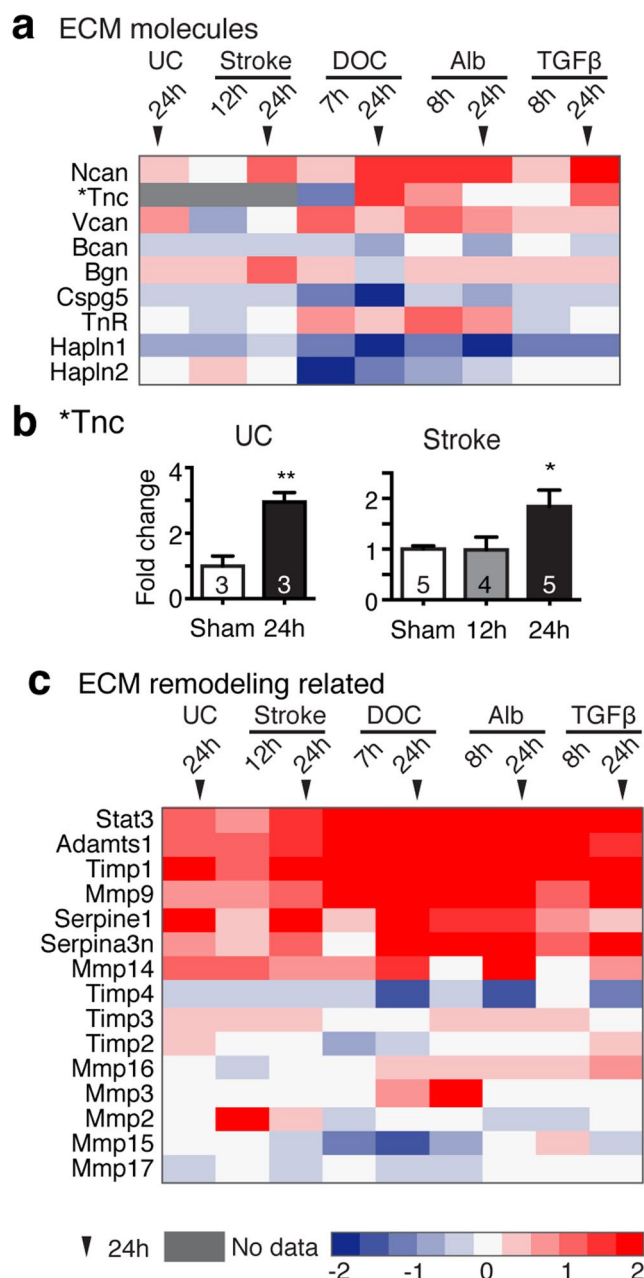 a ECM molecules
UC Stroke DOC Alb TGFβ
24h 12h 24h 7h 24h 8h 24h 8h 24h
Ncan
*Tnc
Vcan
Bcan
Bgn
Cspg5
TnR
Hapln1
Hapln2
b *Tnc
UC Stroke
Fold change
4
2
0
3 3
Sham 24h
** 
2
1
0
5 4 5
Sham 12h 24h
*
c ECM remodeling related
UC Stroke DOC Alb TGFβ
24h 12h 24h 7h 24h 8h 24h 8h 24h
Stat3
Adamts1
Timp1
Mmp9
Serpine1
Serpina3n
Mmp14
Timp4
Timp3
Timp2
Mmp16
Mmp3
Mmp2
Mmp15
Mmp17
24h No data
-2 -1 0 1 2